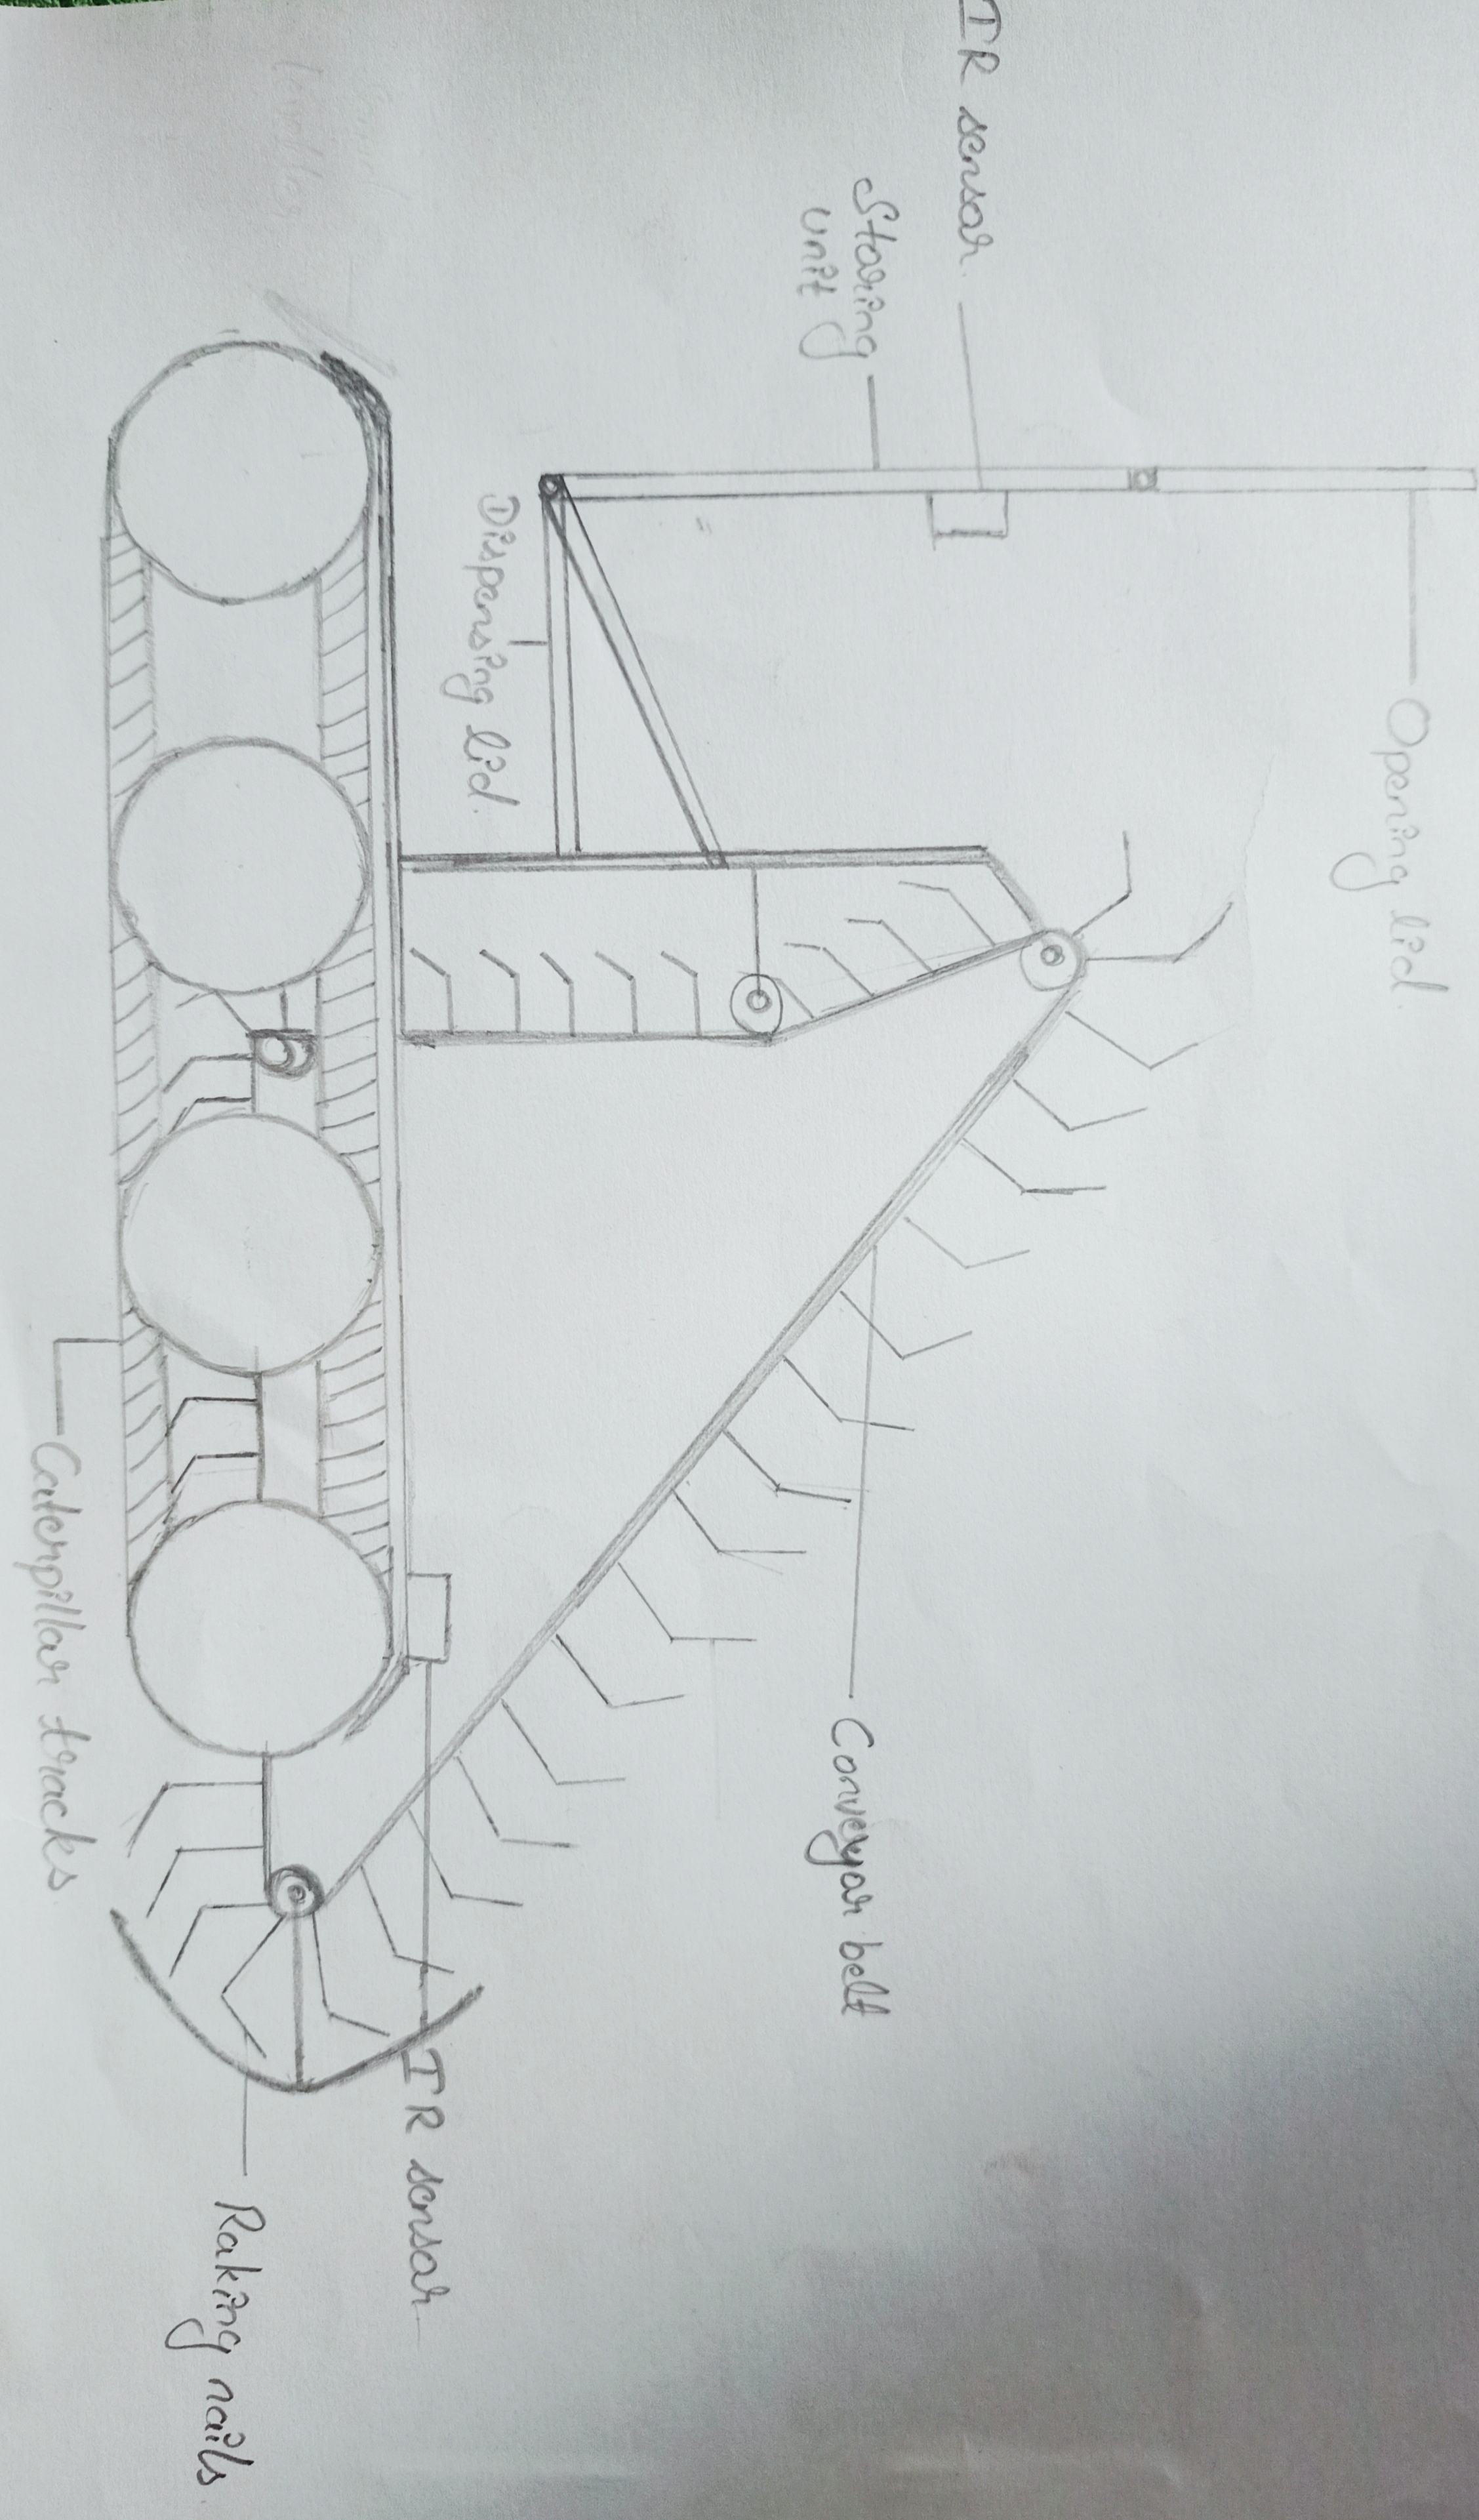 Opening lid.
IR sensor.
Storing
unit
Conveyor belt
Dispensing lid.
IR sensor
Raking nails.
Caterpillar tracks.